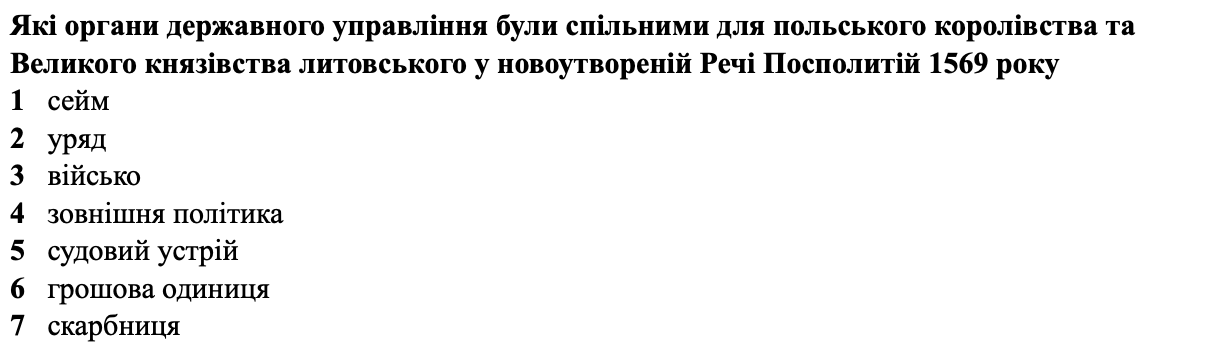 Які органи державного управління були спільними для польського королівства та
Великого князівства литовського у новоутвореній Речі Посполитій 1569 року
1 сейм
2 уряд
3 військо
4 зовнішня політика
5 судовий устрій
6 грошова одиниця
7 скарбниця